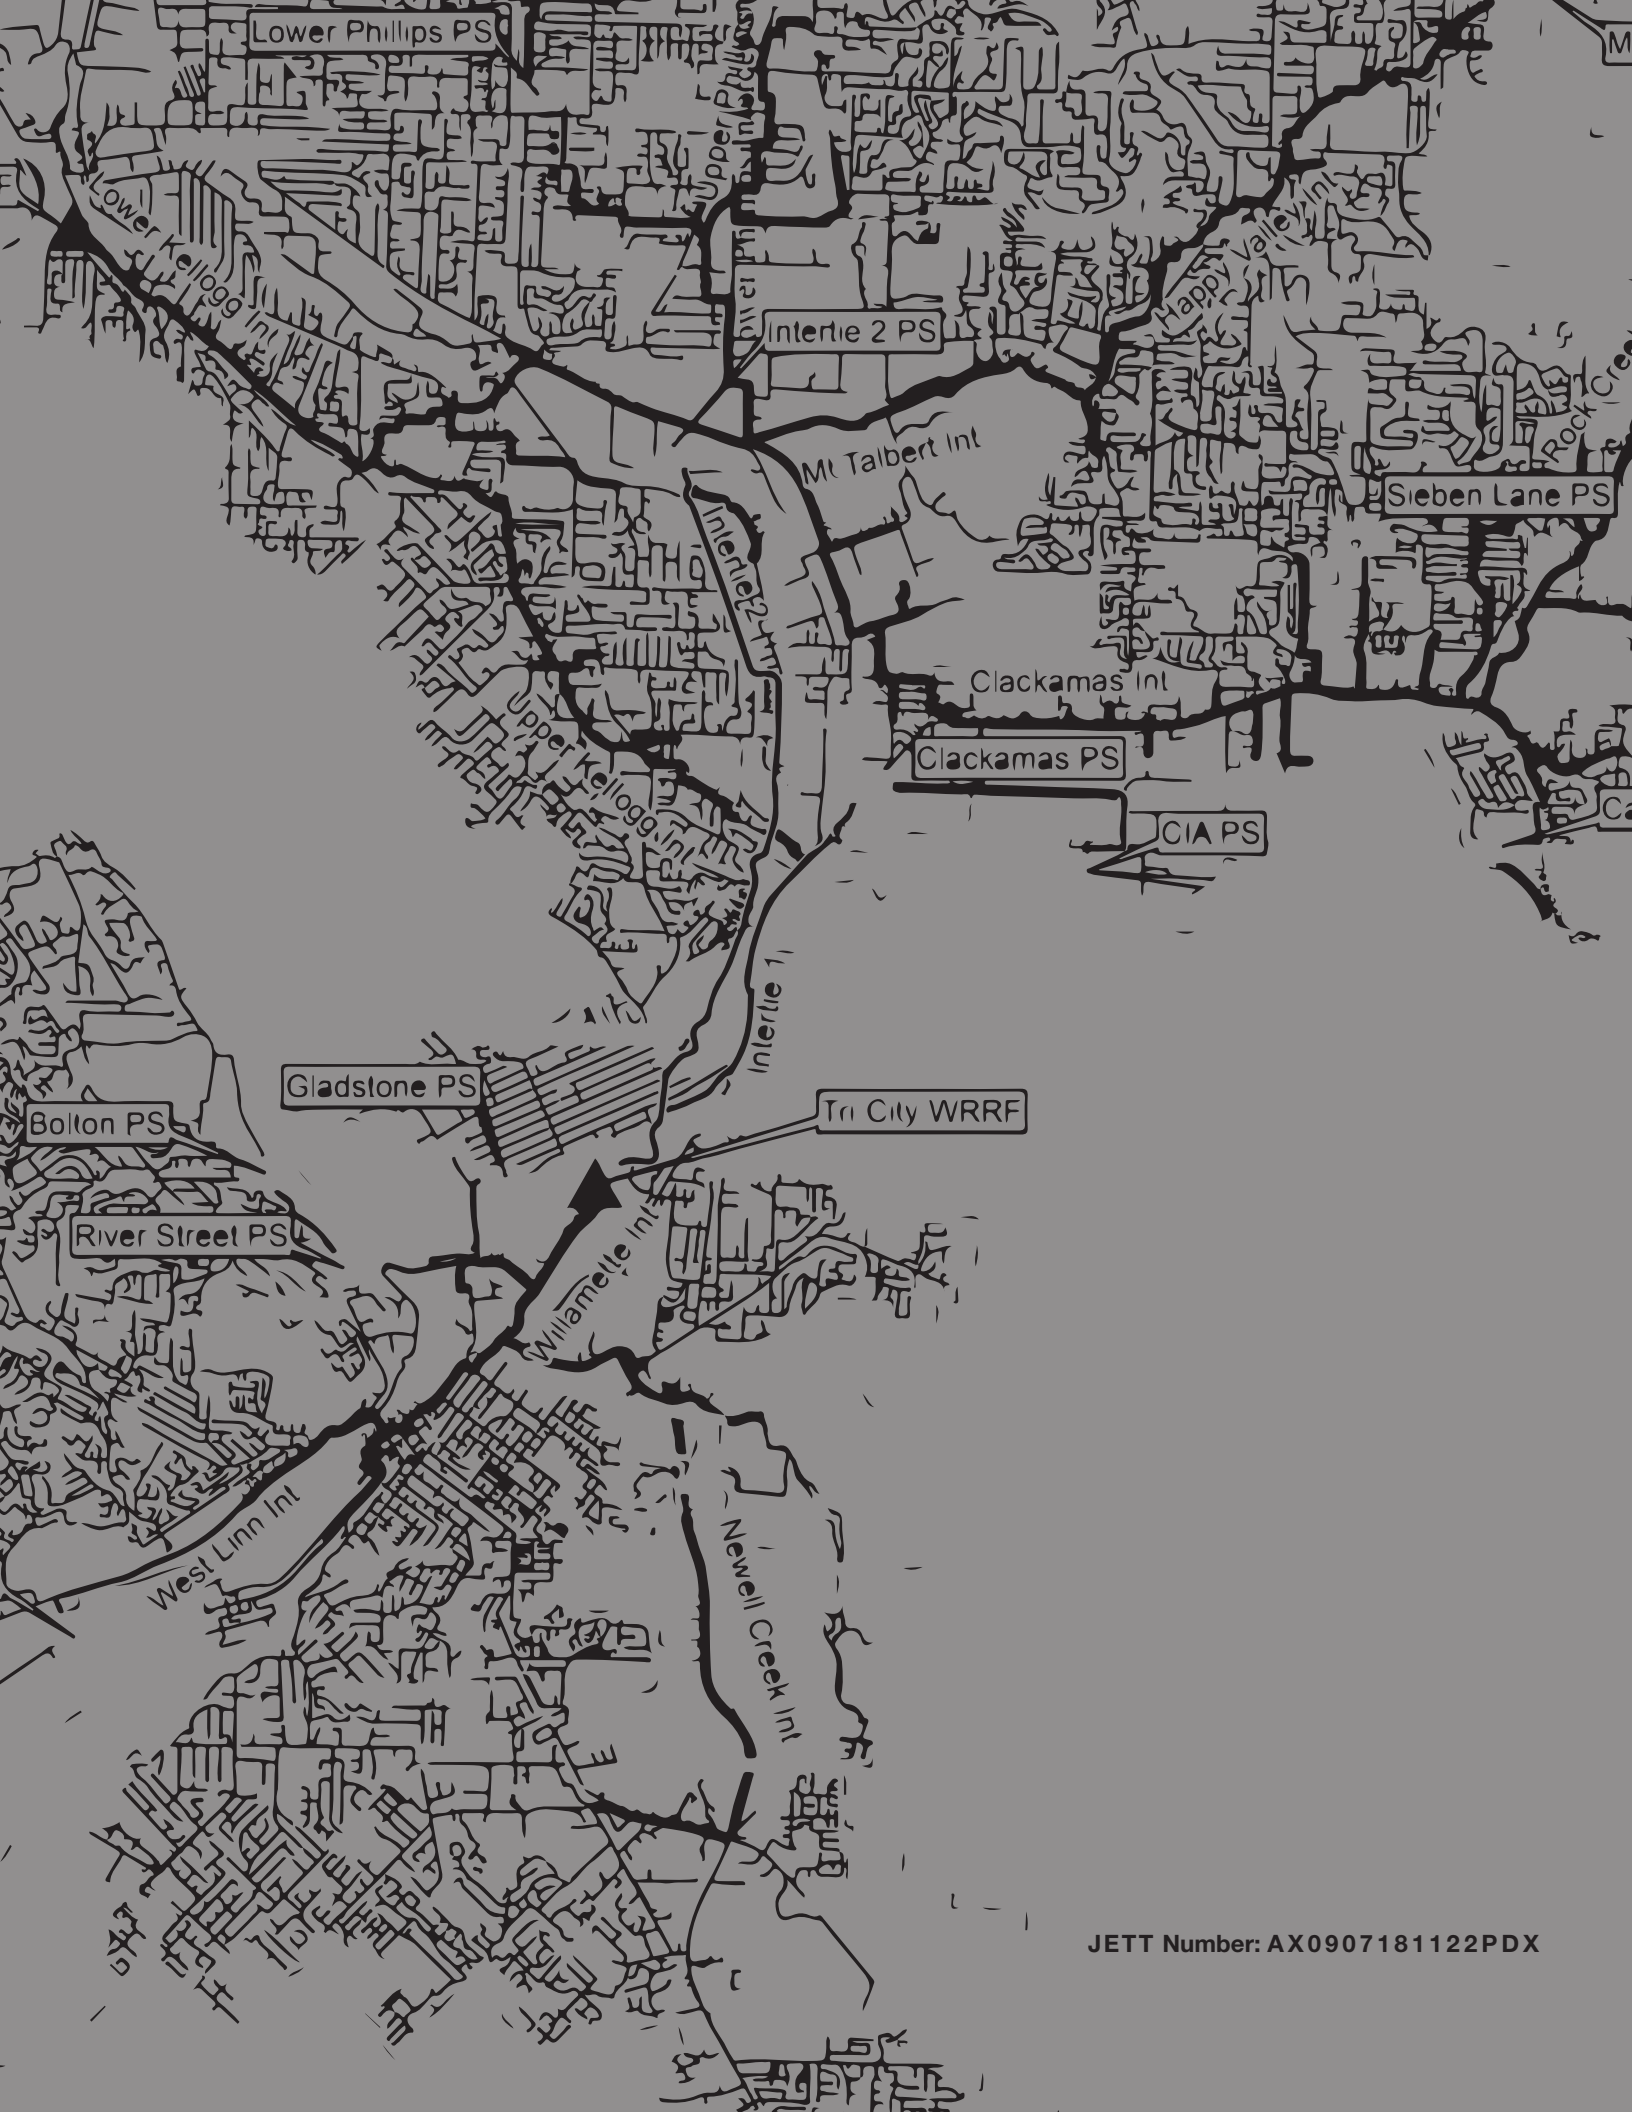 Lower Phillips PS
Upper Phillips
Lower Kellogg Int
Happy Valley Int
Intertie 2 PS
Rock Cree
Mt Talbert Int
Sieben Lane PS
Intertie 2
Clackamas Int
Upper Kellogg Int
Clackamas PS
CIA PS
Ca
Intertie 1
Gladstone PS
Tri City WRRF
Bolton PS
River Street PS
Willamette Int
West Linn Int
Newell Creek Int
JETT Number: AX0907181122PDX